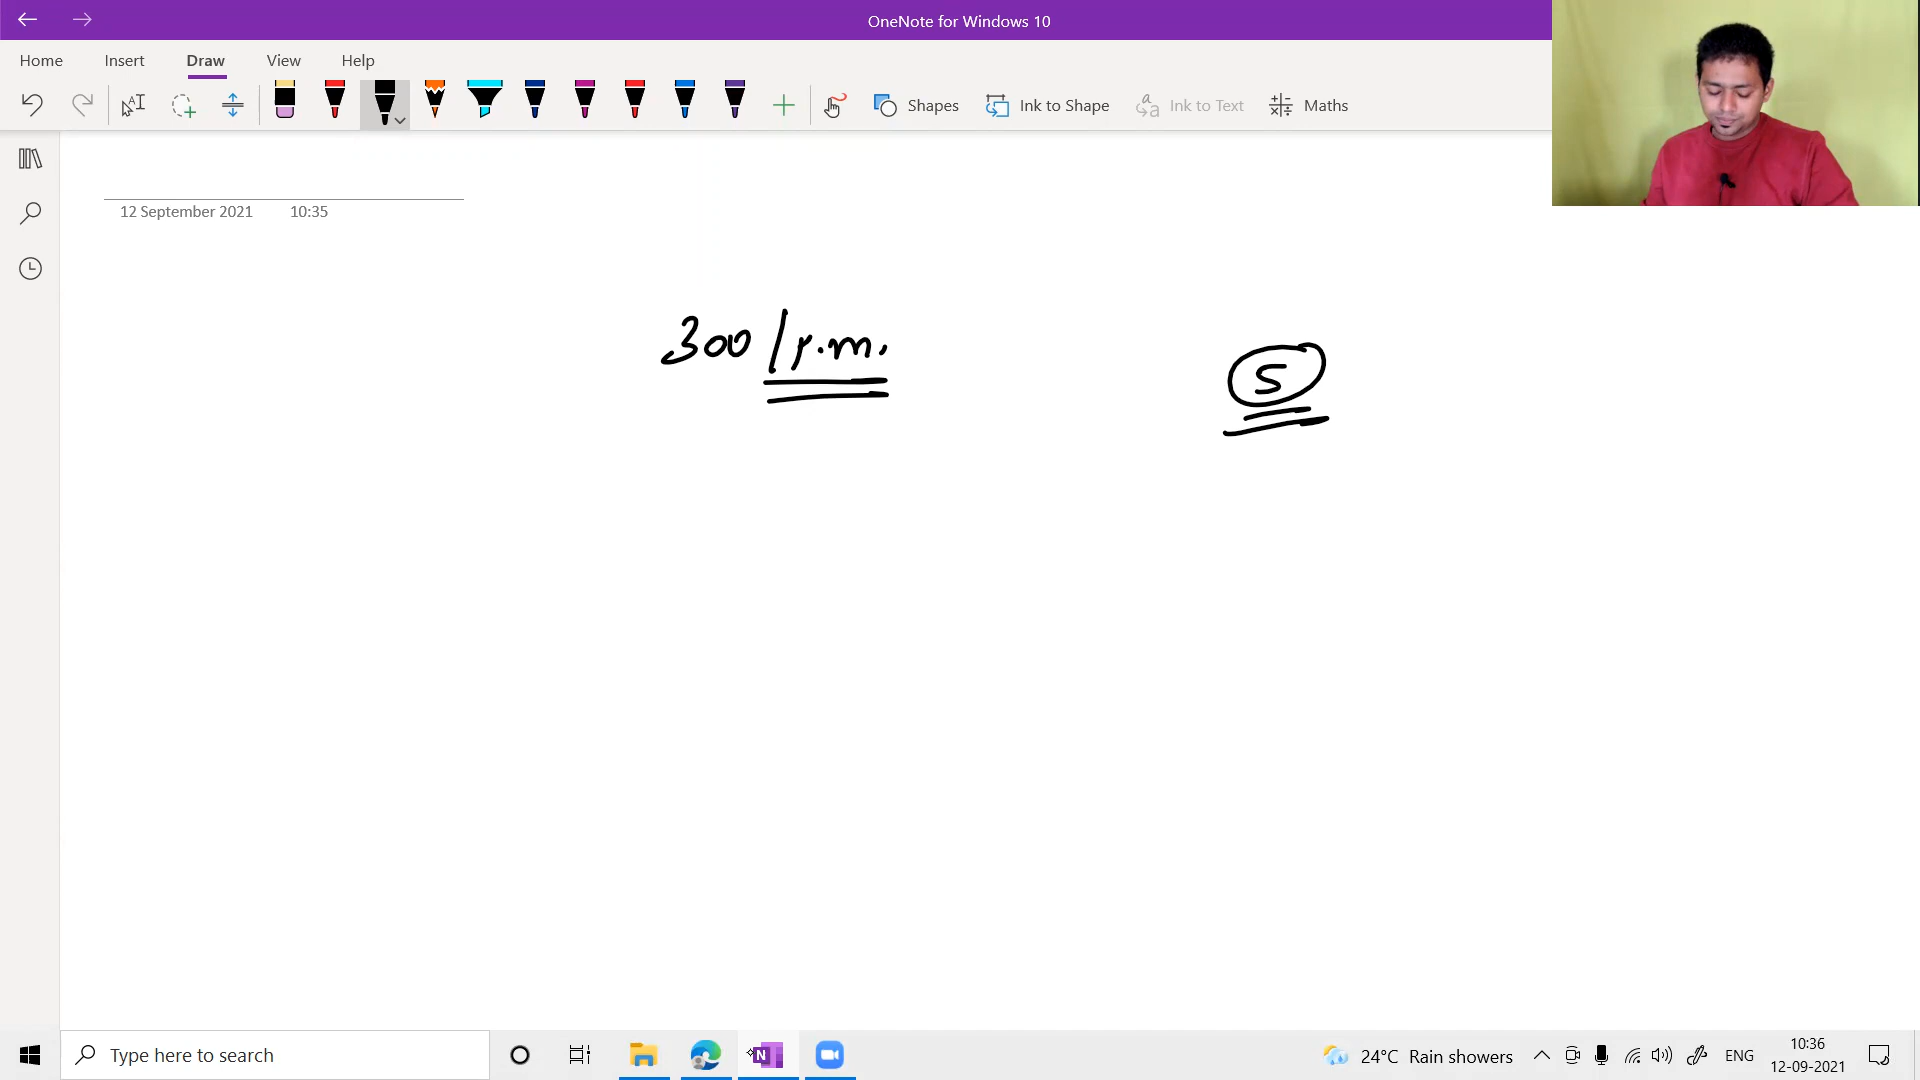 OneNote for Windows 10
Home Insert Draw View Help
Shapes Ink to Shape Ink to Text Maths
12 September 2021 10:35
300 /p.m.
5
Type here to search
24°C Rain showers ENG 10:36
12-09-2021